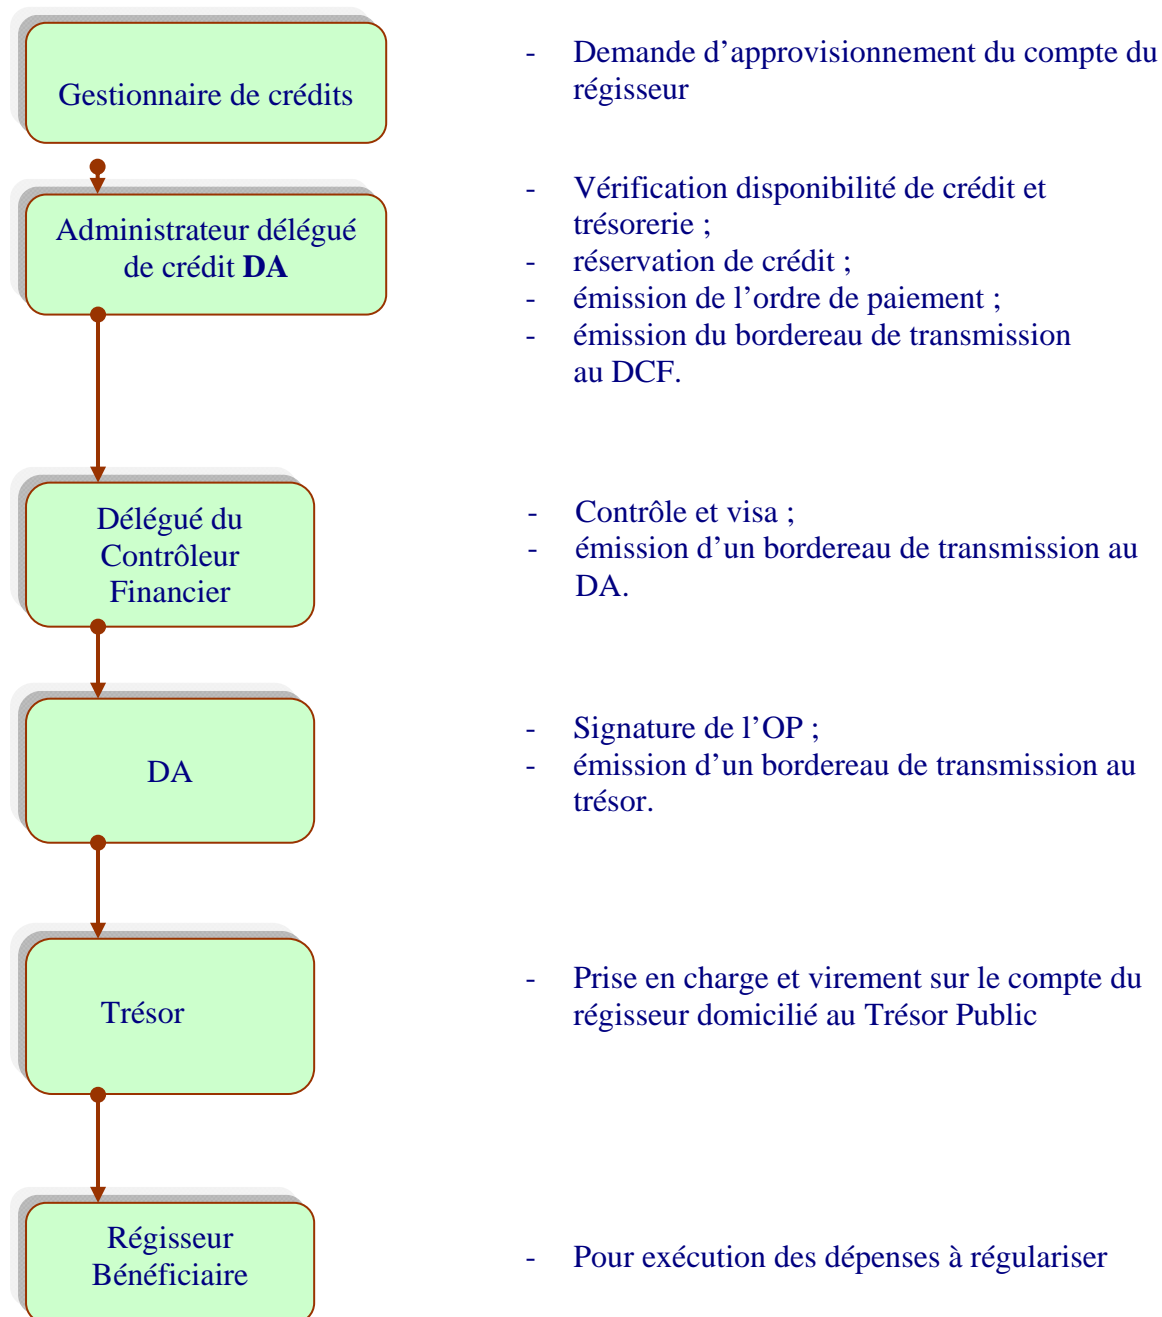 Gestionnaire de crédits
- Demande d’approvisionnement du compte du
régisseur
Administrateur délégué
de crédit DA
- Vérification disponibilité de crédit et
trésorerie ;
- réservation de crédit ;
- émission de l’ordre de paiement ;
- émission du bordereau de transmission
au DCF.
Délégué du
Contrôleur
Financier
- Contrôle et visa ;
- émission d’un bordereau de transmission au
DA.
DA
- Signature de l’OP ;
- émission d’un bordereau de transmission au
trésor.
Trésor
- Prise en charge et virement sur le compte du
régisseur domicilié au Trésor Public
Régisseur
Bénéficiaire
- Pour exécution des dépenses à régulariser